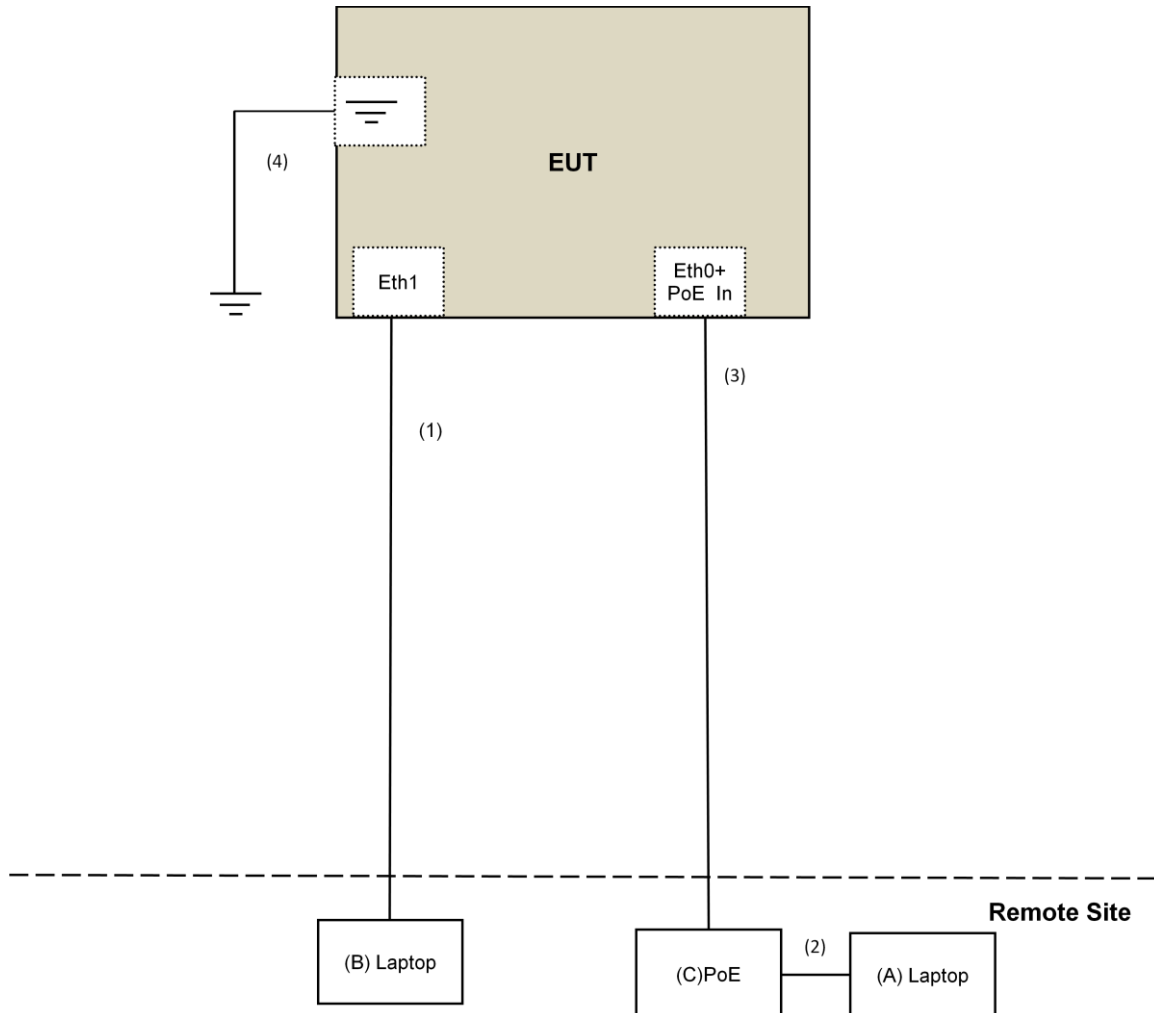 (4)
EUT
Eth1
Eth0+
PoE In
(3)
(1)
Remote Site
(B) Laptop
(C)PoE
(2)
(A) Laptop